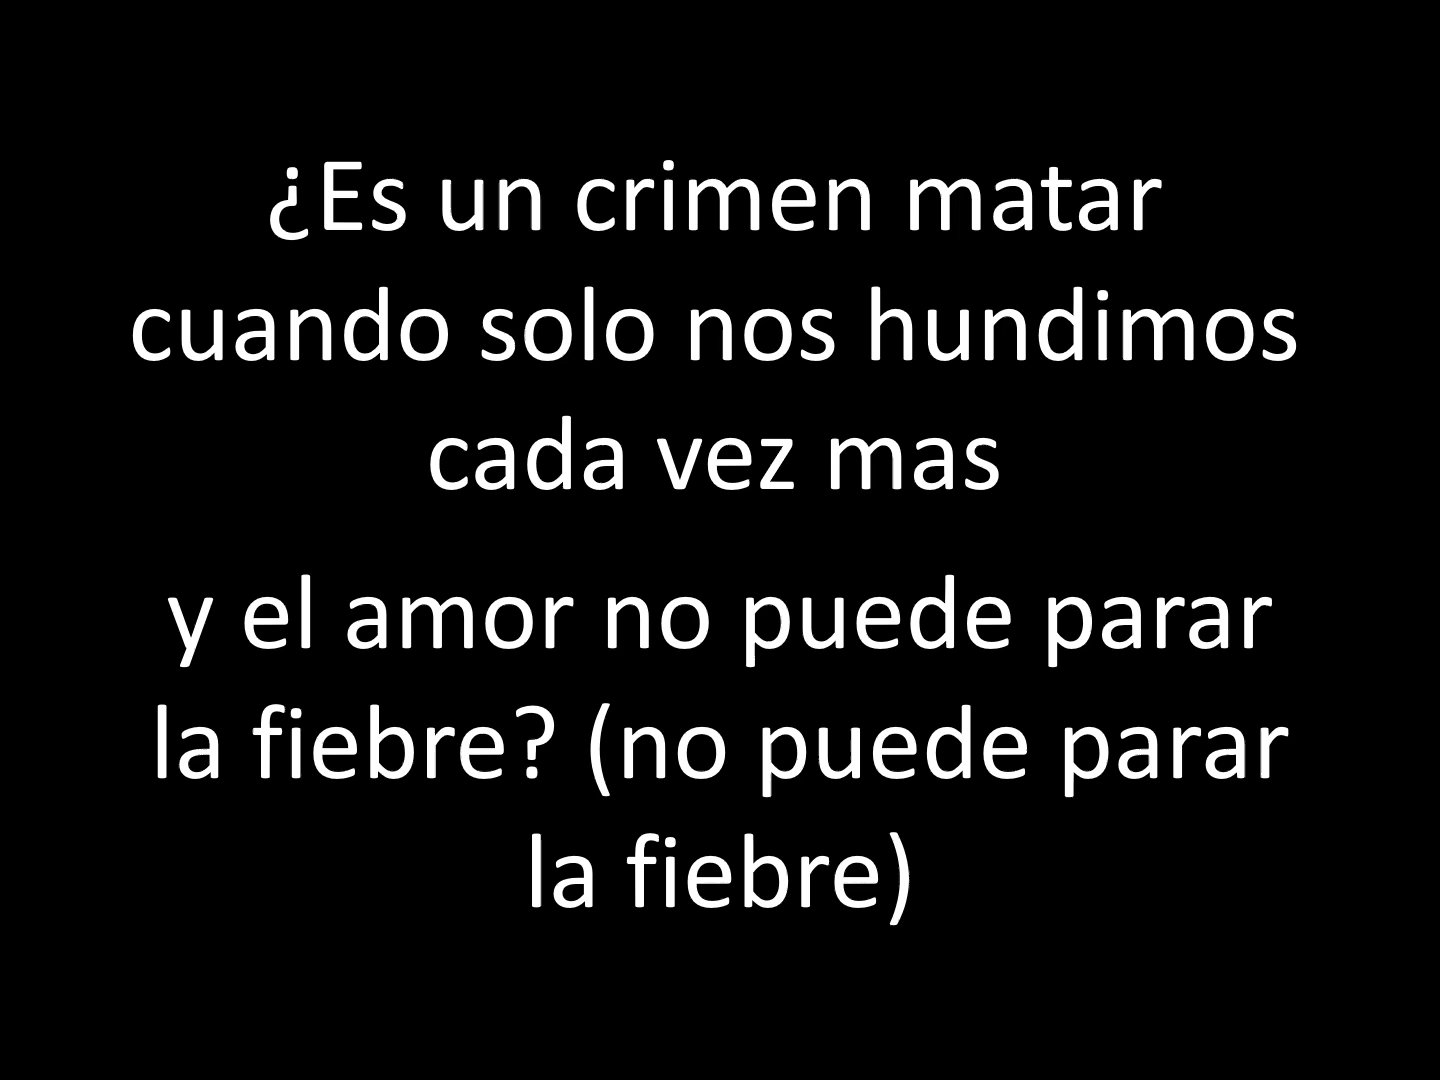 ¿Es un crimen matar
cuando solo nos hundimos
cada vez mas
y el amor no puede parar
la fiebre? (no puede parar
la fiebre)